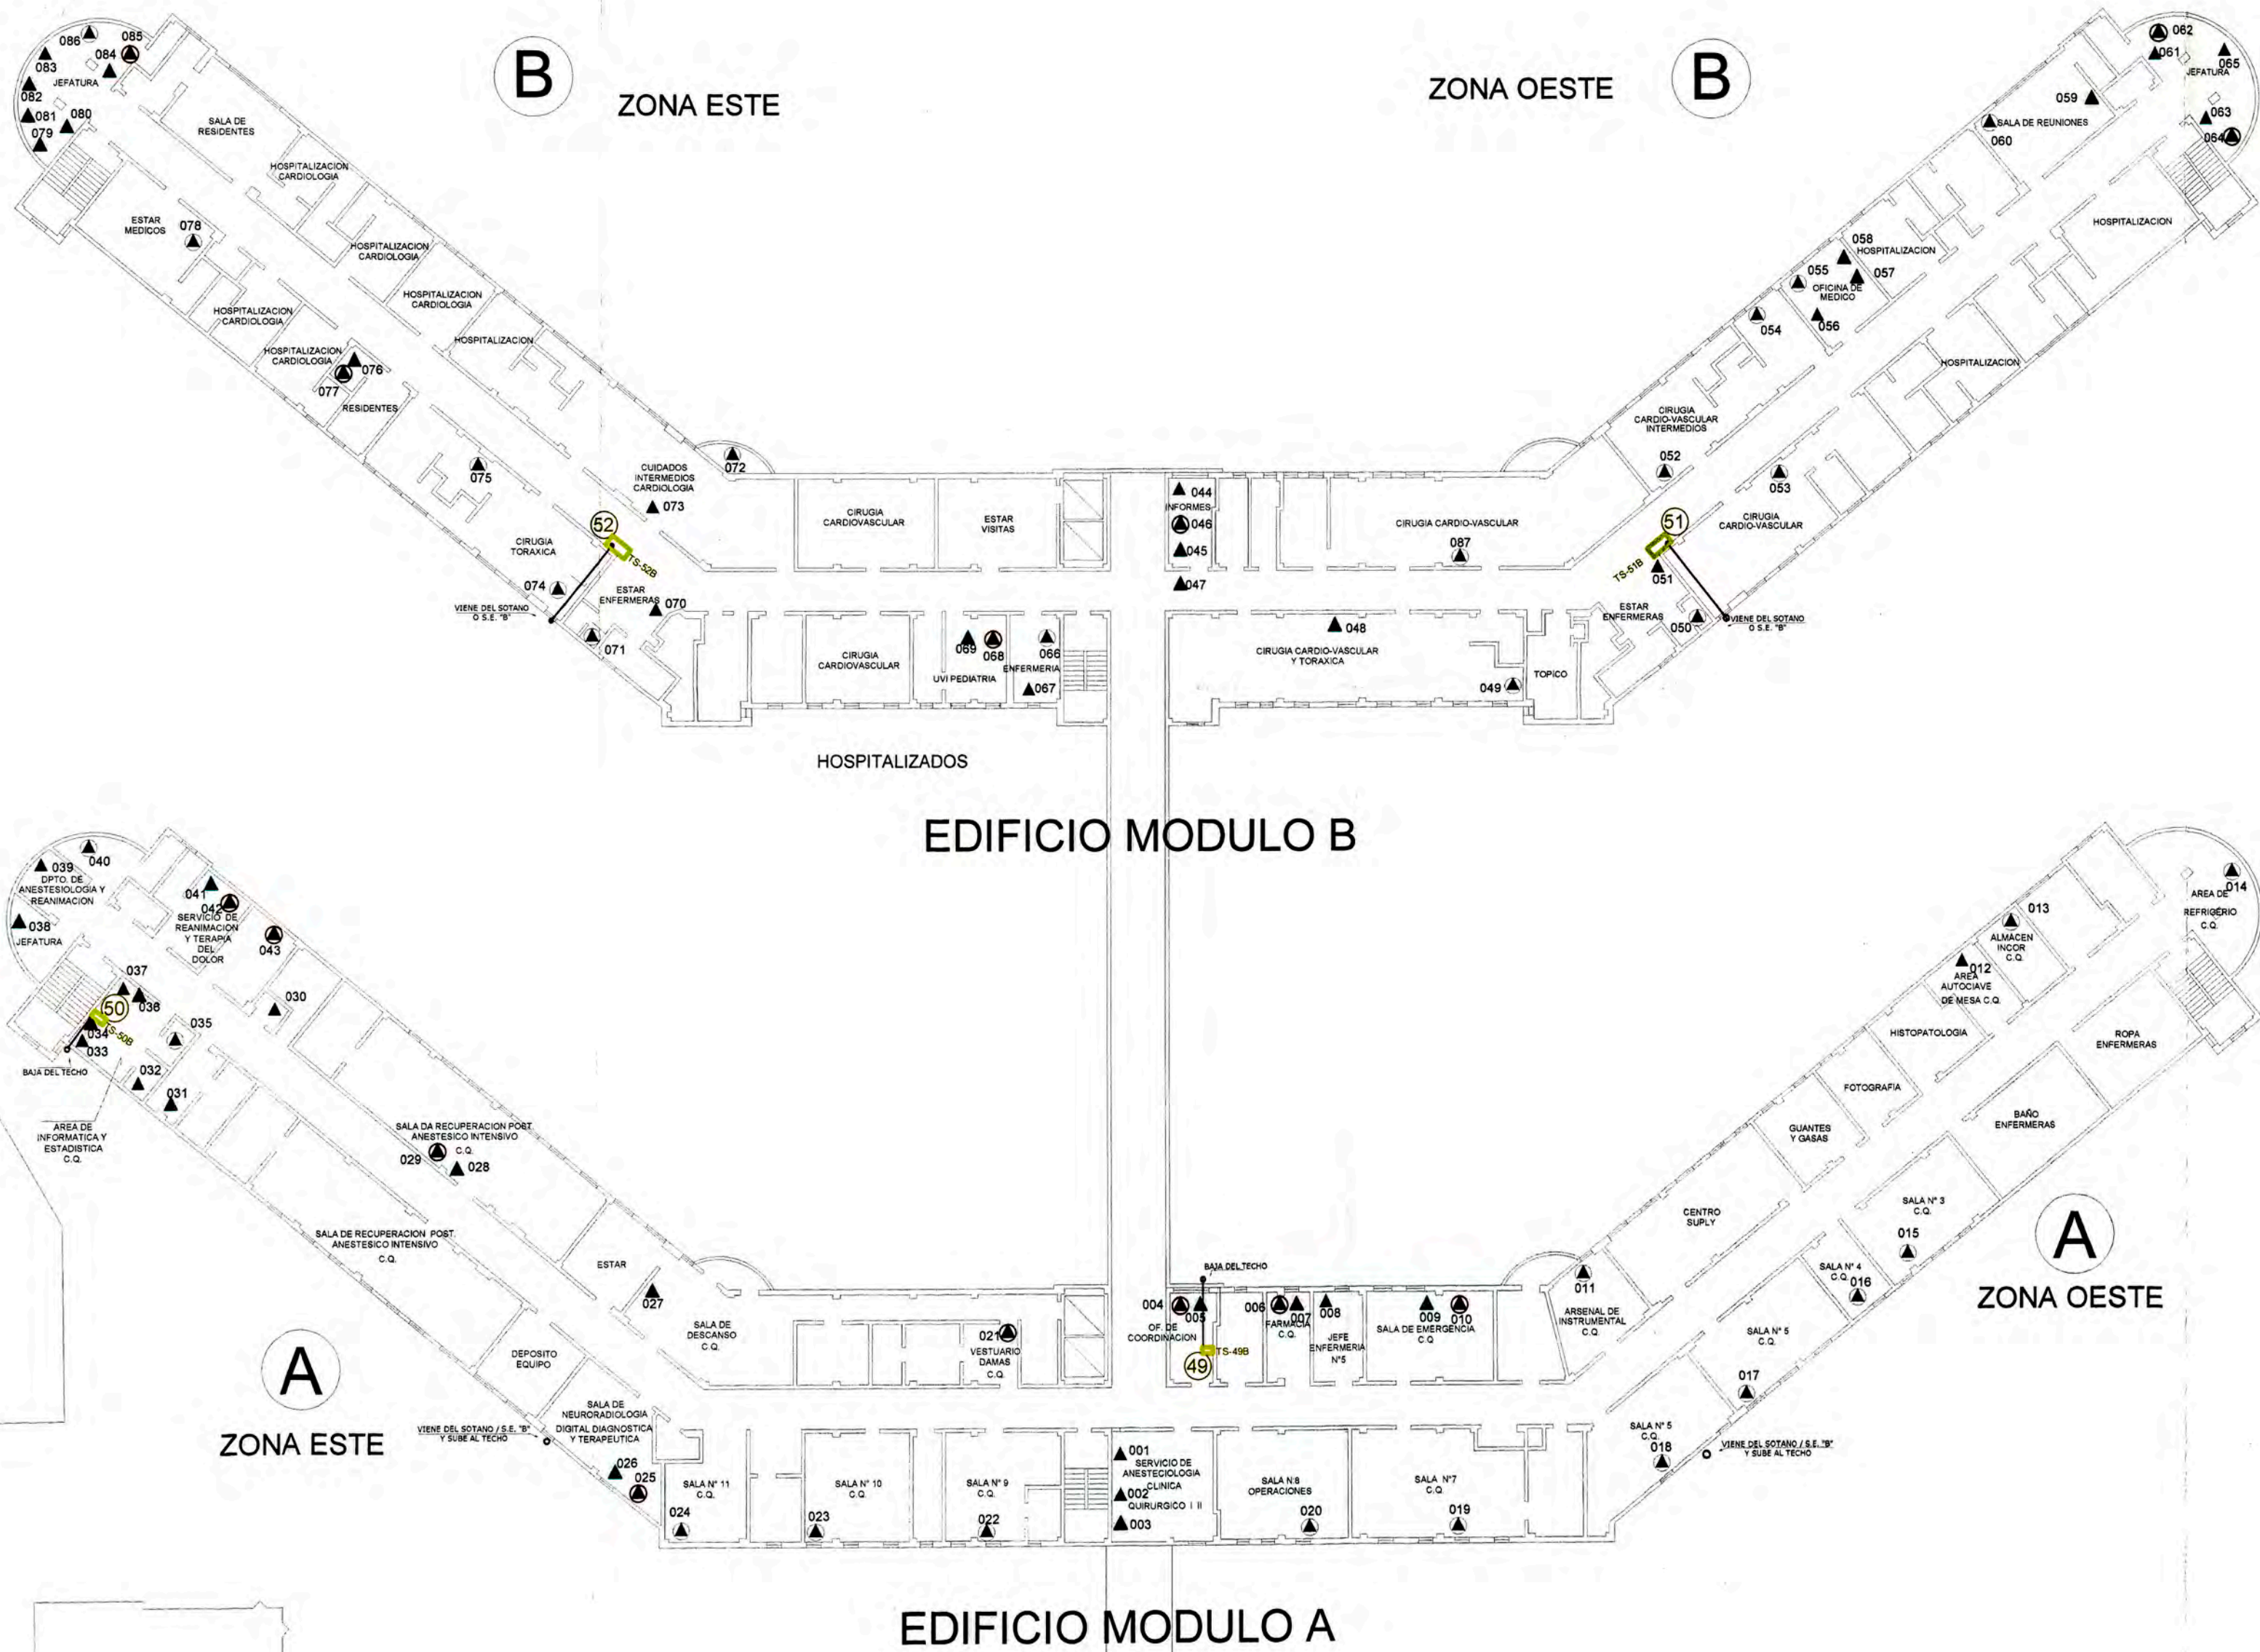 B
ZONA ESTE
ZONA OESTE
B
086
085
083
084
JEFATURA
082
081
080
079
SALA DE
RESIDENTES
HOSPITALIZACION
CARDIOLOGIA
ESTAR
MEDICOS
078
HOSPITALIZACION
CARDIOLOGIA
HOSPITALIZACION
CARDIOLOGIA
HOSPITALIZACION
CARDIOLOGIA
HOSPITALIZACION
HOSPITALIZACION
CARDIOLOGIA
076
077
RESIDENTES
075
CUIDADOS
INTERMEDIOS
CARDIOLOGIA
072
073
52
TS-52B
CIRUGIA
TORAXICA
074
VIENE DEL SOTANO
O S.E. "B"
ESTAR
ENFERMERAS
070
071
CIRUGIA
CARDIOVASCULAR
ESTAR
VISITAS
CIRUGIA
CARDIOVASCULAR
069
068
UVI PEDIATRIA
066
ENFERMERIA
067
044
INFORMES
046
045
047
CIRUGIA CARDIO-VASCULAR
087
048
CIRUGIA CARDIO-VASCULAR
Y TORAXICA
049
TOPICO
062
061
065
JEFATURA
063
064
059
SALA DE REUNIONES
060
HOSPITALIZACION
058
HOSPITALIZACION
057
055
OFICINA DE
MEDICO
056
054
HOSPITALIZACION
CIRUGIA
CARDIO-VASCULAR
INTERMEDIOS
052
053
CIRUGIA
CARDIO-VASCULAR
51
TS-51B
051
ESTAR
ENFERMERAS
050
VIENE DEL SOTANO
O S.E. "B"
HOSPITALIZADOS
EDIFICIO MODULO B
040
039
DPTO. DE
ANESTESIOLOGIA Y
REANIMACION
038
JEFATURA
041
042
SERVICIO DE
REANIMACION
Y TERAPIA
DEL
DOLOR
043
037
036
50
TS-50B
034
033
BAJA DEL TECHO
035
030
032
031
AREA DE
INFORMATICA Y
ESTADISTICA
C.Q.
SALA DA RECUPERACION POST.
ANESTESICO INTENSIVO
C.Q.
029
028
SALA DE RECUPERACION POST.
ANESTESICO INTENSIVO
C.Q.
ESTAR
027
SALA DE
DESCANSO
C.Q.
DEPOSITO
EQUIPO
A
ZONA ESTE
SALA DE
NEURORADIOLOGIA
DIGITAL DIAGNOSTICA
Y TERAPEUTICA
VIENE DEL SOTANO / S.E. "B"
Y SUBE AL TECHO
026
025
021
VESTUARIO
DAMAS
C.Q.
SALA N° 11
C.Q.
024
SALA N° 10
C.Q.
023
SALA N° 9
C.Q.
022
001
SERVICIO DE
ANESTECIOLOGIA
CLINICA
002
QUIRURGICO I II
003
BAJA DEL TECHO
004
005
OF. DE
COORDINACION
TS-49B
49
006
007
FARMACIA
C.Q.
008
JEFE
ENFERMERIA
N°5
009
010
SALA DE EMERGENCIA
C.Q
SALA N:8
OPERACIONES
020
SALA N°7
C.Q.
019
011
ARSENAL DE
INSTRUMENTAL
C.Q.
CENTRO
SUPLY
GUANTES
Y GASAS
FOTOGRAFIA
HISTOPATOLOGIA
012
AREA
AUTOCIAVE
DE MESA C.Q.
013
ALMACEN
INCOR
C.Q.
014
AREA DE
REFRIGERIO
C.Q.
ROPA
ENFERMERAS
BAÑO
ENFERMERAS
SALA N° 3
C.Q.
015
SALA N° 4
C.Q.
016
SALA N° 5
C.Q.
017
SALA N° 5
C.Q.
018
VIENE DEL SOTANO / S.E. "B"
Y SUBE AL TECHO
A
ZONA OESTE
EDIFICIO MODULO A